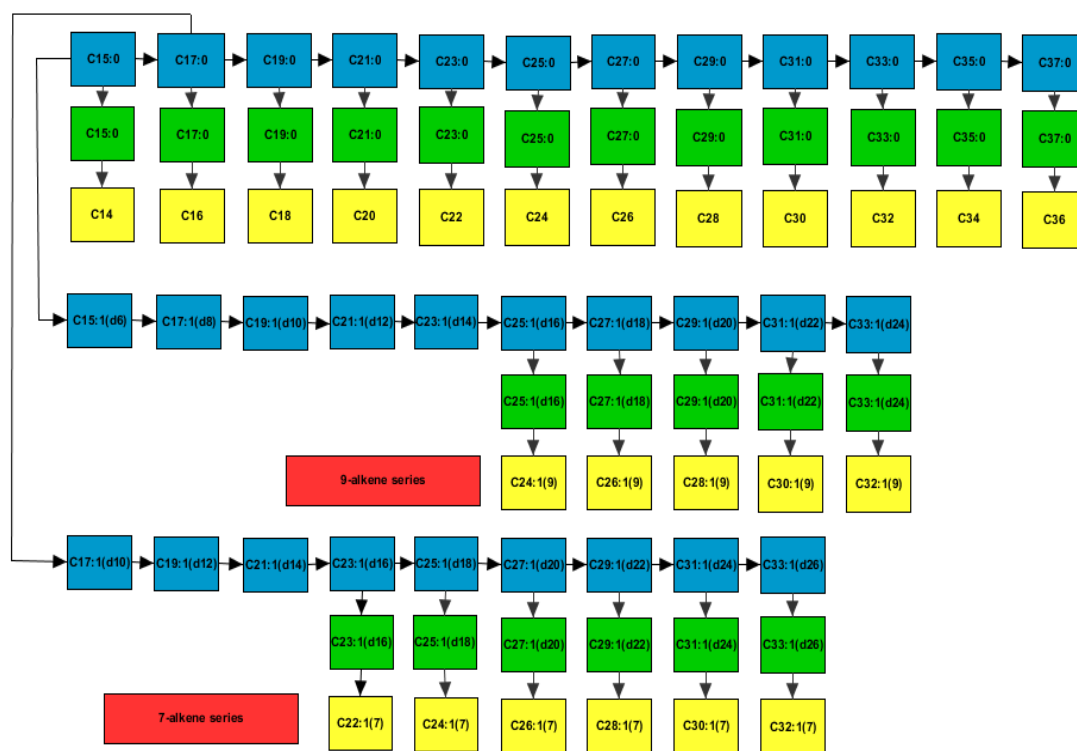 C15:0 C17:0 C19:0 C21:0 C23:0 C25:0 C27:0 C29:0 C31:0 C33:0 C35:0 C37:0
C15:0 C17:0 C19:0 C21:0 C23:0 C25:0 C27:0 C29:0 C31:0 C33:0 C35:0 C37:0
C14 C16 C18 C20 C22 C24 C26 C28 C30 C32 C34 C36
C15:1(d6) C17:1(d8) C19:1(d10) C21:1(d12) C23:1(d14) C25:1(d16) C27:1(d18) C29:1(d20) C31:1(d22) C33:1(d24)
C25:1(d16) C27:1(d18) C29:1(d20) C31:1(d22) C33:1(d24)
9-alkene series C24:1(9) C26:1(9) C28:1(9) C30:1(9) C32:1(9)
C17:1(d10) C19:1(d12) C21:1(d14) C23:1(d16) C25:1(d18) C27:1(d20) C29:1(d22) C31:1(d24) C33:1(d26)
C23:1(d16) C25:1(d18) C27:1(d20) C29:1(d22) C31:1(d24) C33:1(d26)
7-alkene series C22:1(7) C24:1(7) C26:1(7) C28:1(7) C30:1(7) C32:1(7)